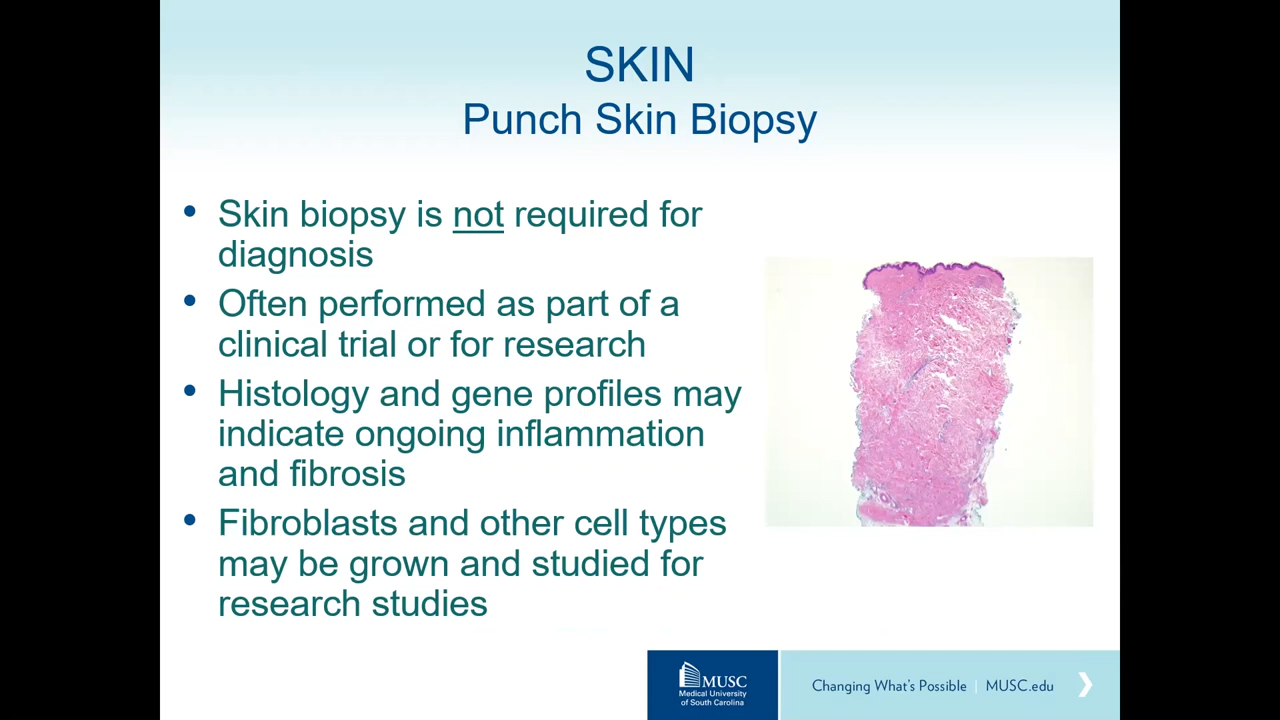 SKIN
Punch Skin Biopsy
• Skin biopsy is not required for
diagnosis
• Often performed as part of a
clinical trial or for research
• Histology and gene profiles may
indicate ongoing inflammation
and fibrosis
• Fibroblasts and other cell types
may be grown and studied for
research studies
MUSC
Medical University
of South Carolina
Changing What's Possible | MUSC.edu